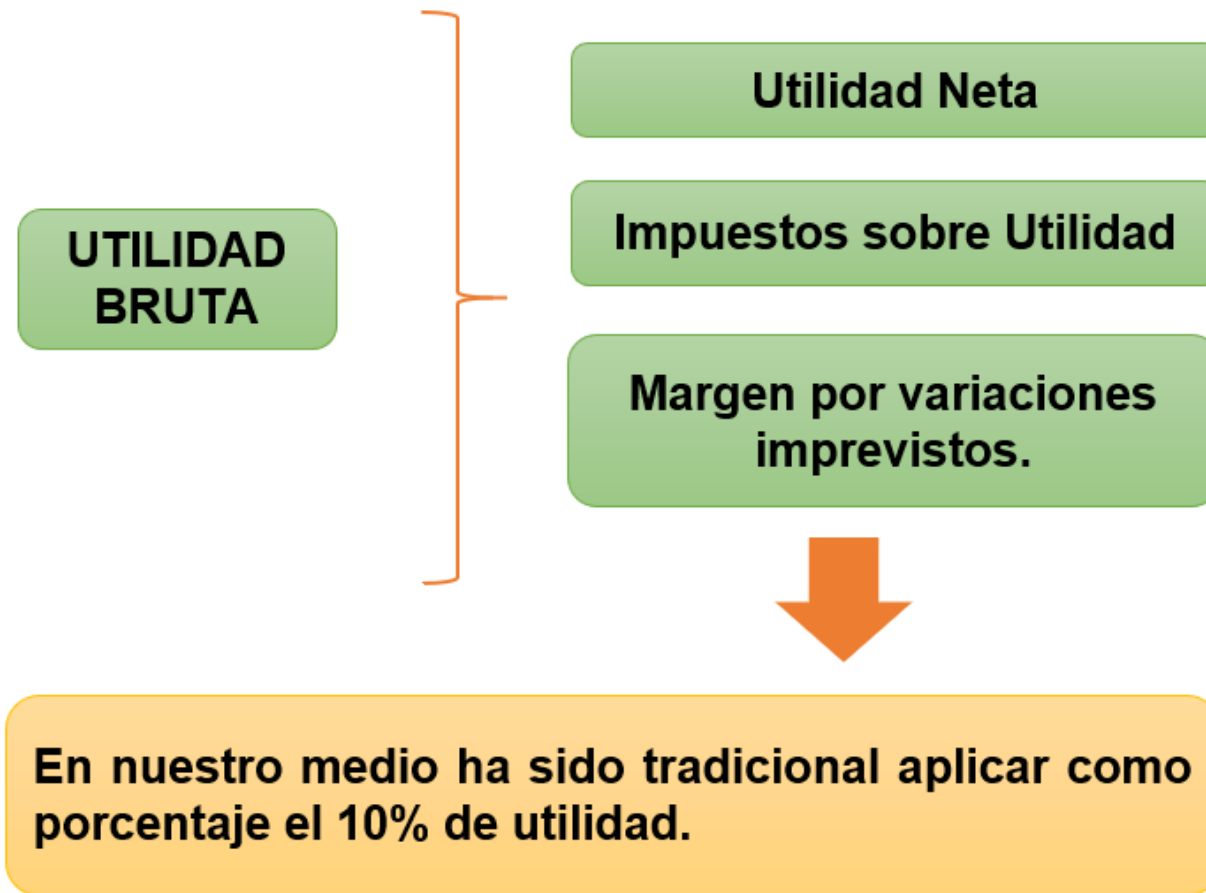 UTILIDAD
BRUTA
Utilidad Neta
Impuestos sobre Utilidad
Margen por variaciones
imprevistos.
En nuestro medio ha sido tradicional aplicar como
porcentaje el 10% de utilidad.